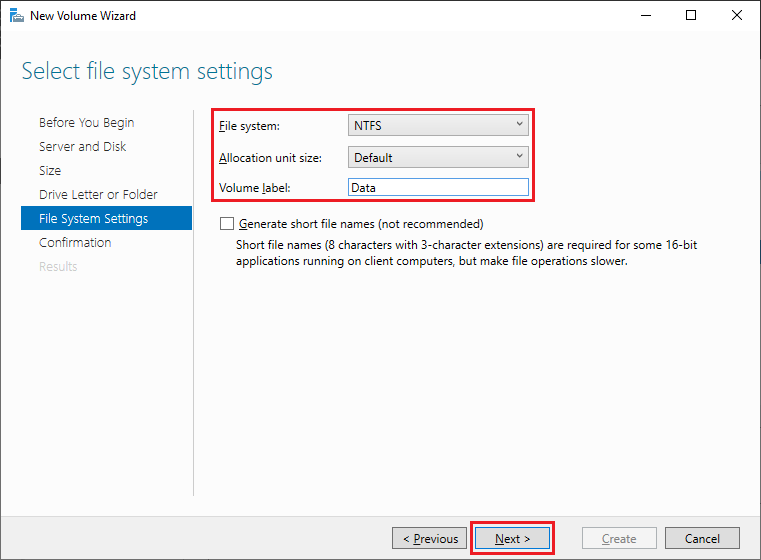 New Volume Wizard
Select file system settings
Before You Begin
Server and Disk
Size
Drive Letter or Folder
File System Settings
Confirmation
Results
File system: NTFS
Allocation unit size: Default
Volume label: Data
Generate short file names (not recommended)
Short file names (8 characters with 3-character extensions) are required for some 16-bit
applications running on client computers, but make file operations slower.
< Previous Next > Create Cancel